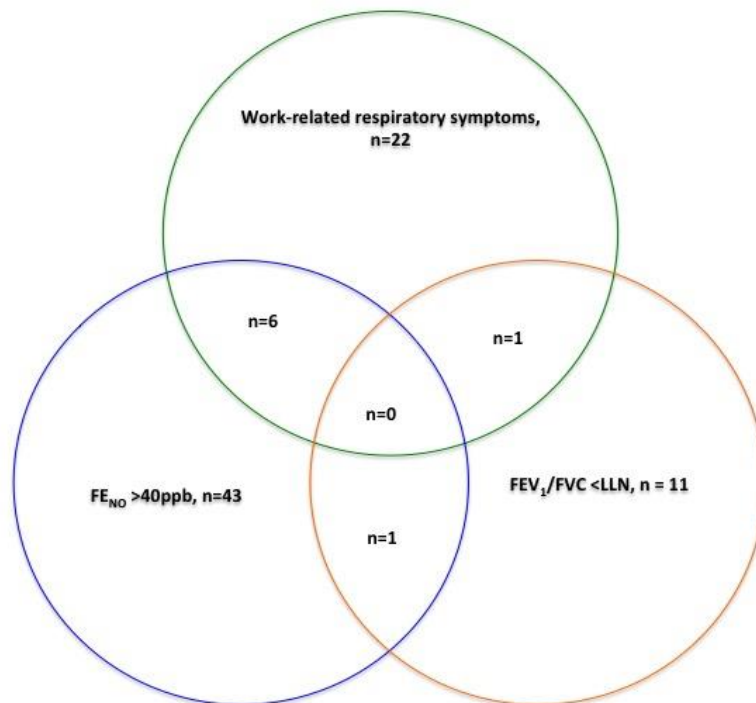 Work-related respiratory symptoms,
n=22
n=6
n=1
n=0
FENO >40ppb, n=43
FEV1/FVC <LLN, n = 11
n=1